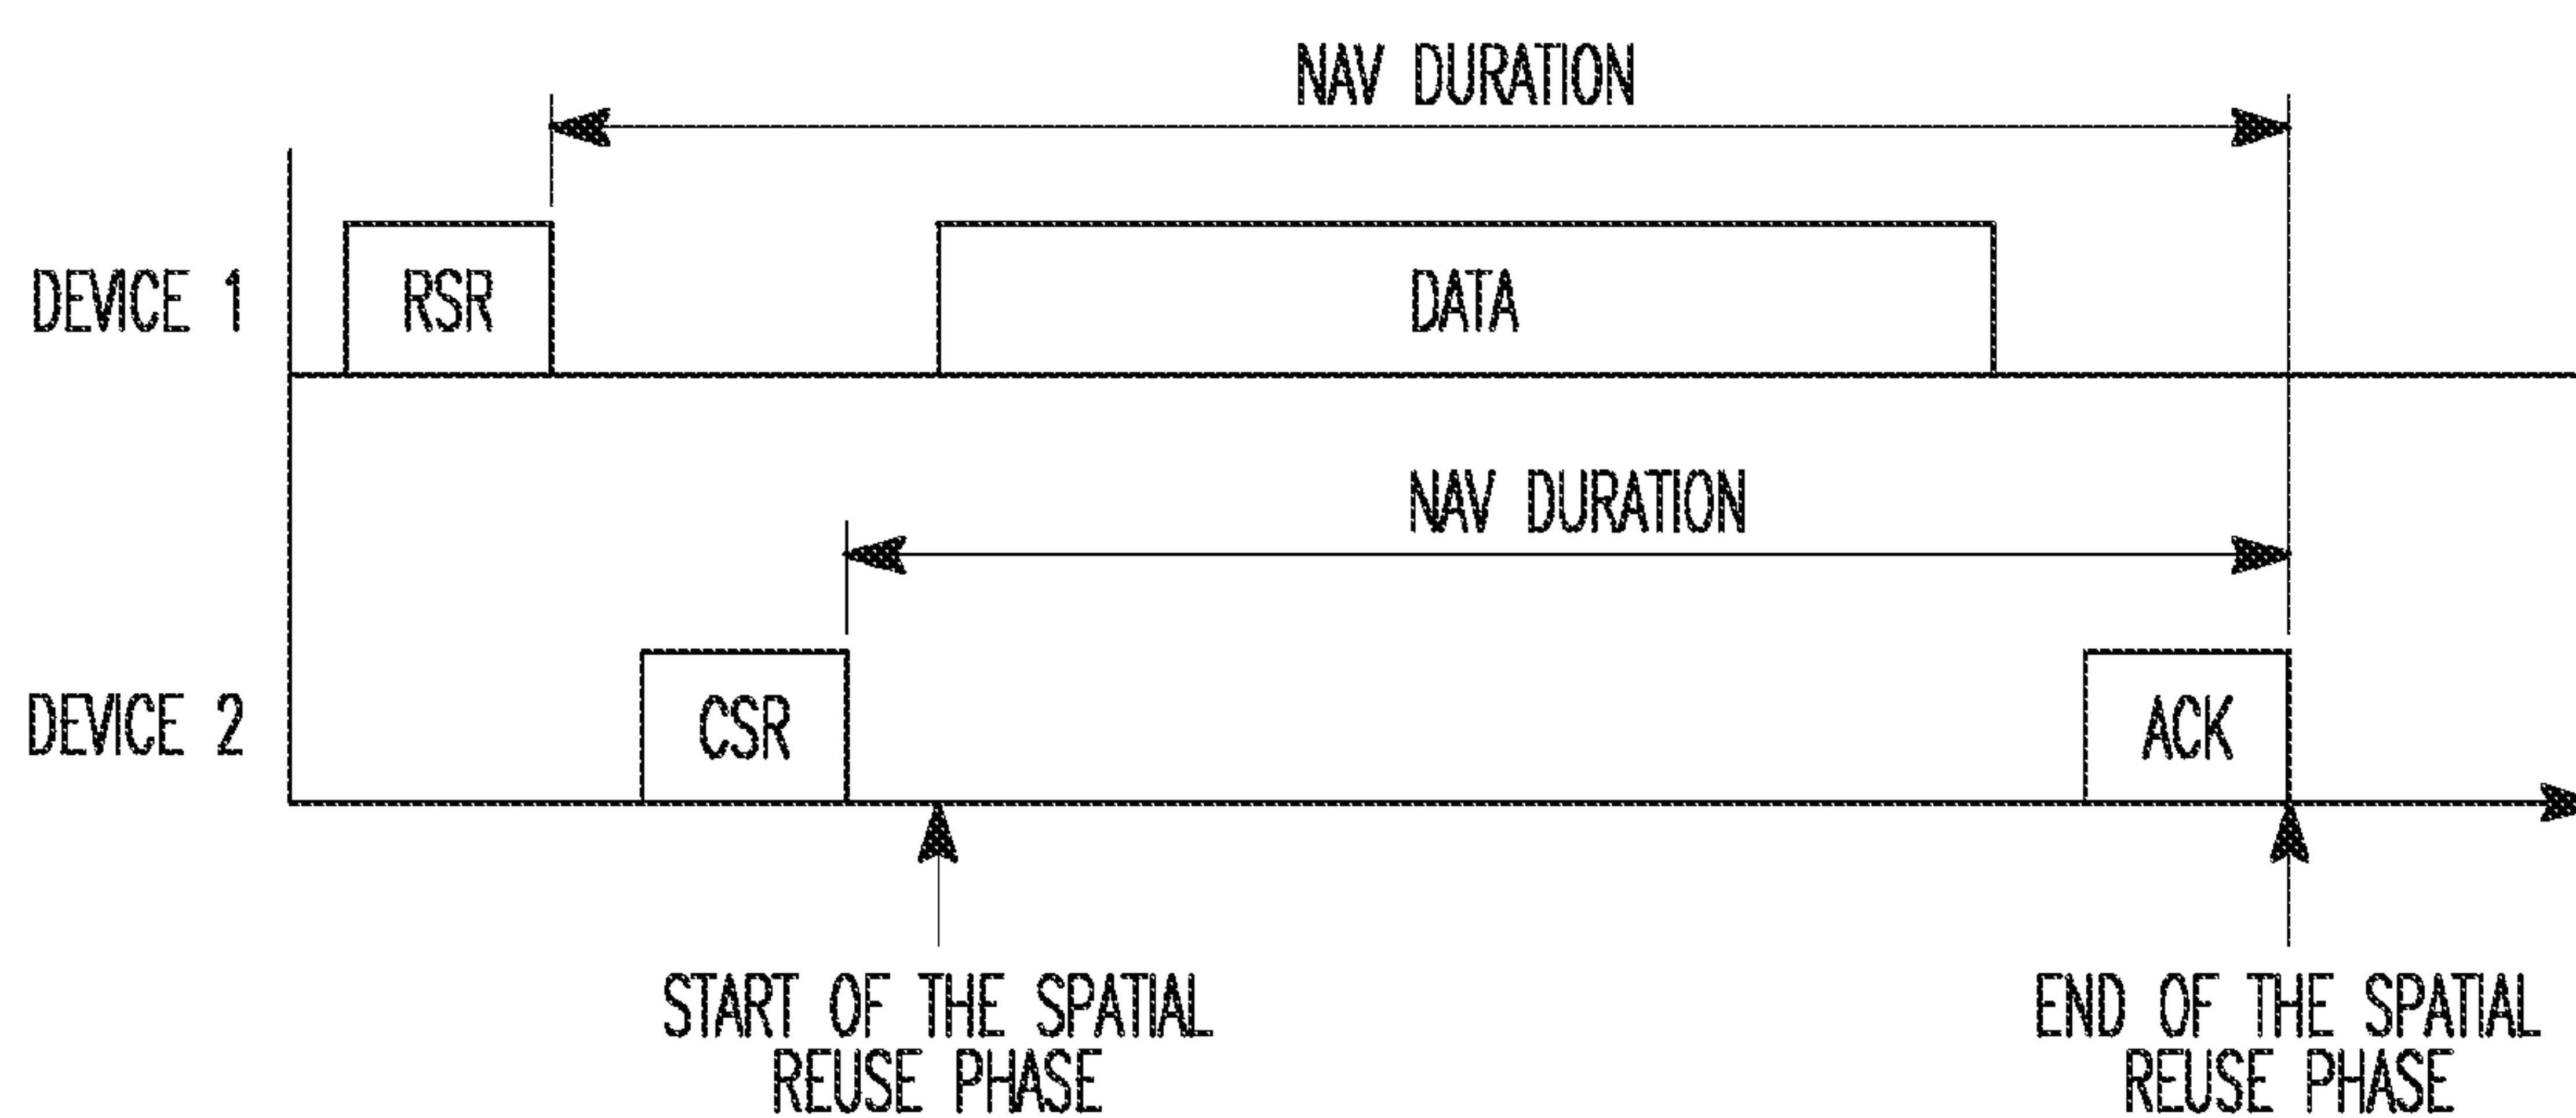 NAV DURATION
DEVICE 1
RSR
DATA
NAV DURATION
DEVICE 2
CSR
ACK
START OF THE SPATIAL
REUSE PHASE
END OF THE SPATIAL
REUSE PHASE